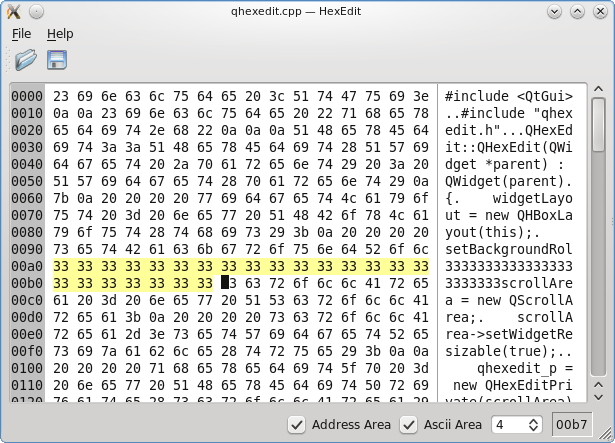 qhexedit.cpp — HexEdit
File Help
0000 23 69 6e 63 6c 75 64 65 20 3c 51 74 47 75 69 3e #include <QtGui>
0010 0a 0a 23 69 6e 63 6c 75 64 65 20 22 71 68 65 78 ..#include "qhex
0020 65 64 69 74 2e 68 22 0a 0a 0a 51 48 65 78 45 64 edit.h"...QHexEd
0030 69 74 3a 3a 51 48 65 78 45 64 69 74 28 51 57 69 it::QHexEdit(QWi
0040 64 67 65 74 20 2a 70 61 72 65 6e 74 29 20 3a 20 dget *parent) :
0050 51 57 69 64 67 65 74 28 70 61 72 65 6e 74 29 0a QWidget(parent).
0060 7b 0a 20 20 20 20 77 69 64 67 65 74 4c 61 79 6f {.    widgetLayo
0070 75 74 20 3d 20 6e 65 77 20 51 48 42 6f 78 4c 61 ut = new QHBoxLa
0080 79 6f 75 74 28 74 68 69 73 29 3b 0a 20 20 20 20 yout(this);.
0090 73 65 74 42 61 63 6b 67 72 6f 75 6e 64 52 6f 6c setBackgroundRol
00a0 33 33 33 33 33 33 33 33 33 33 33 33 33 33 33 33 3333333333333333
00b0 33 33 33 33 33 33 33 3 63 72 6f 6c 6c 41 72 65 3333333scrollAre
00c0 61 20 3d 20 6e 65 77 20 51 53 63 72 6f 6c 6c 41 a = new QScrollA
00d0 72 65 61 3b 0a 20 20 20 20 73 63 72 6f 6c 6c 41 rea;.    scrollA
00e0 72 65 61 2d 3e 73 65 74 57 69 64 67 65 74 52 65 rea->setWidgetRe
00f0 73 69 7a 61 62 6c 65 28 74 72 75 65 29 3b 0a 0a sizable(true);..
0100 20 20 20 20 71 68 65 78 65 64 69 74 5f 70 20 3d     qhexedit_p =
0110 20 6e 65 77 20 51 48 65 78 45 64 69 74 50 72 69  new QHexEditPri
0120 76 61 74 65 28 73 63 72 6f 6c 6c 41 72 65 61 29 vate(scrollArea)
Address Area Ascii Area 4 00b7